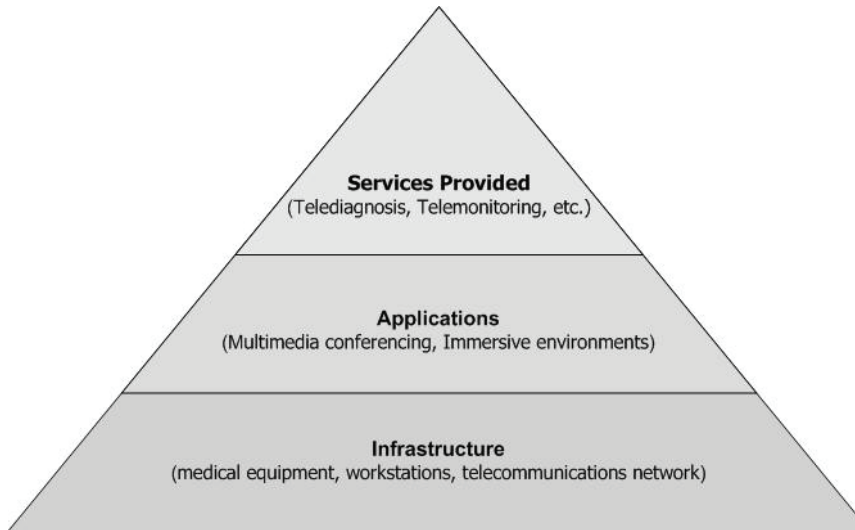 Services Provided
(Telediagnosis, Telemonitoring, etc.)
Applications
(Multimedia conferencing, Immersive environments)
Infrastructure
(medical equipment, workstations, telecommunications network)